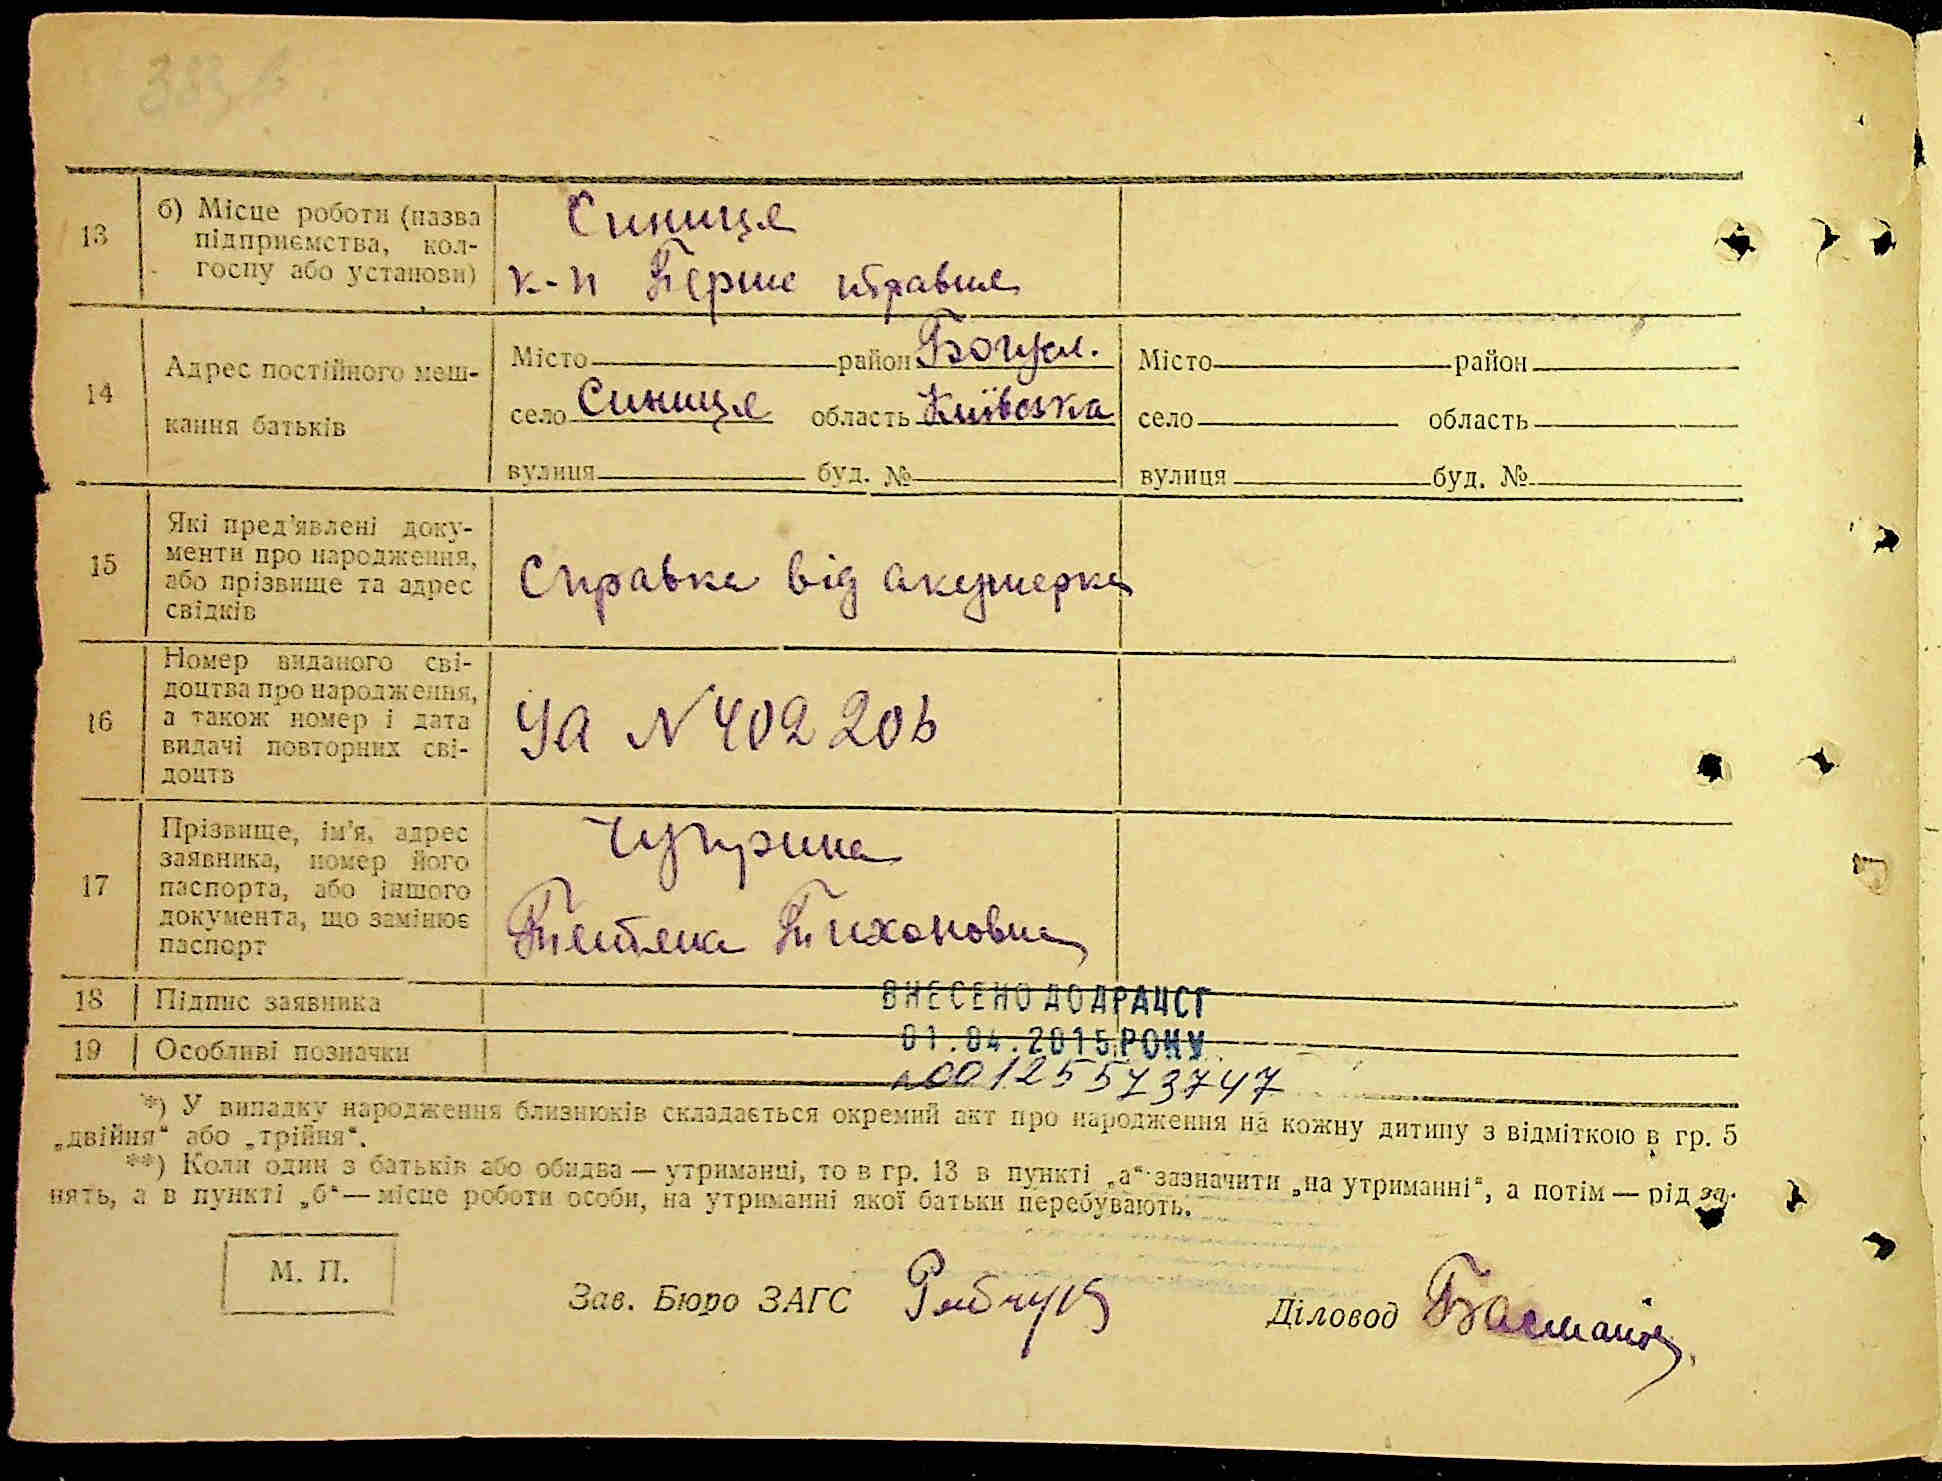 13
б) Місце роботи (назва
підприємства, кол-
госпу або установи)
Синиця
к-п Перше травня
14
Адрес постійного меш-
кання батьків
Місто район Богусл.
село Синиця область Київська
вулиця буд. №
Місто район
село область
вулиця буд. №
15
Які пред'явлені доку-
менти про народження,
або прізвище та адрес
свідків
Справка від акушерки
16
Номер виданого сві-
доцтва про народження,
а також номер і дата
видачі повторних сві-
доцтв
УА N 402206
17
Прізвище, ім'я, адрес
заявника, номер його
паспорта, або іншого
документа, що замінює
паспорт
Чуприна
Тетяна Тихоновна
18 Підпис заявника
ВНЕСЕНО ДО ДРАЦСГ
19 Особливі позначки
01.04.2015 РОКУ
00125573747
*) У випадку народження близнюків складається окремий акт про народження на кожну дитину з відміткою в гр. 5
„двійня“ або „трійня“.
**) Коли один з батьків або обидва — утриманці, то в гр. 13 в пункті „а“ зазначити „на утриманні“, а потім — рід за-
нять, а в пункті „б“ — місце роботи особи, на утриманні якої батьки перебувають.
М. П.
Зав. Бюро ЗАГС
Діловод